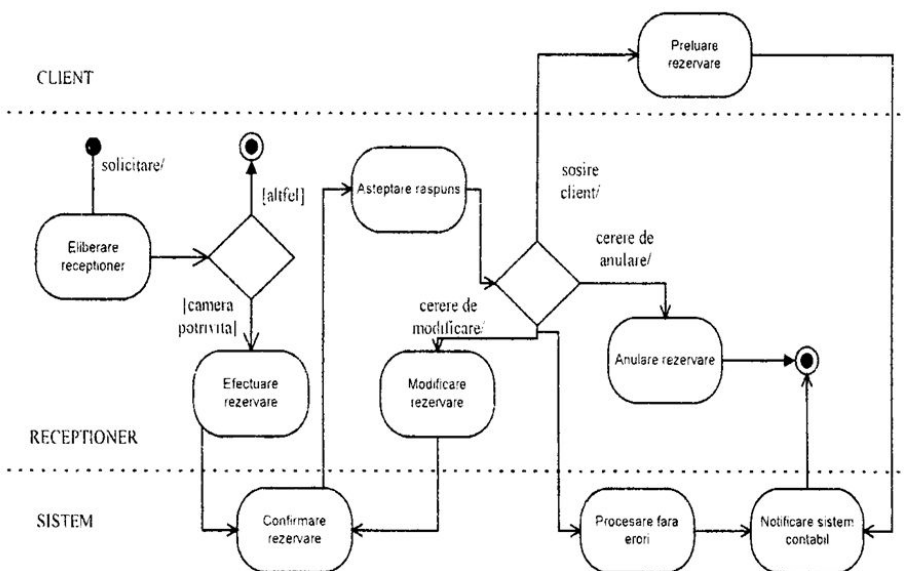 Preluare
rezervare
CLIENT
solicitare/
[altfel]
Asteptare raspuns
sosire
client/
Eliberare
receptioner
cerere de
anulare/
[camera
potrivita]
cerere de
modificare/
Efectuare
rezervare
Modificare
rezervare
Anulare rezervare
RECEPTIONER
SISTEM
Confirmare
rezervare
Procesare fara
erori
Notificare sistem
contabil